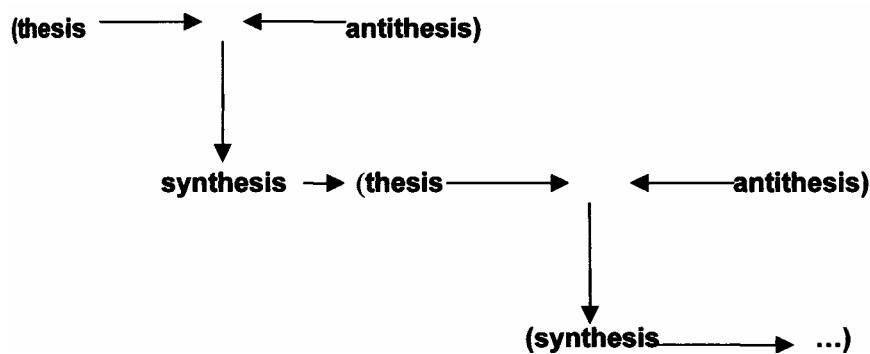 (thesis antithesis)
synthesis (thesis antithesis)
(synthesis ...)